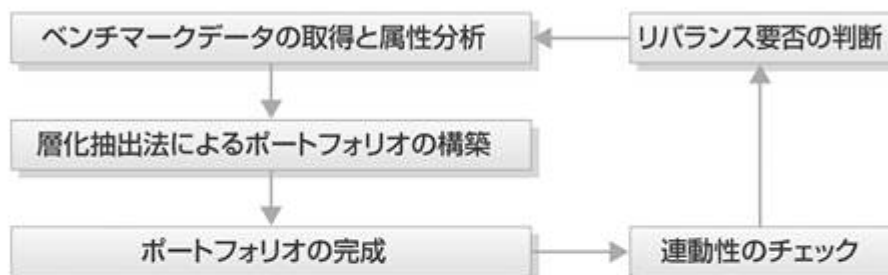 ベンチマークデータの取得と属性分析
リバランス要否の判断
層化抽出法によるポートフォリオの構築
ポートフォリオの完成
連動性のチェック